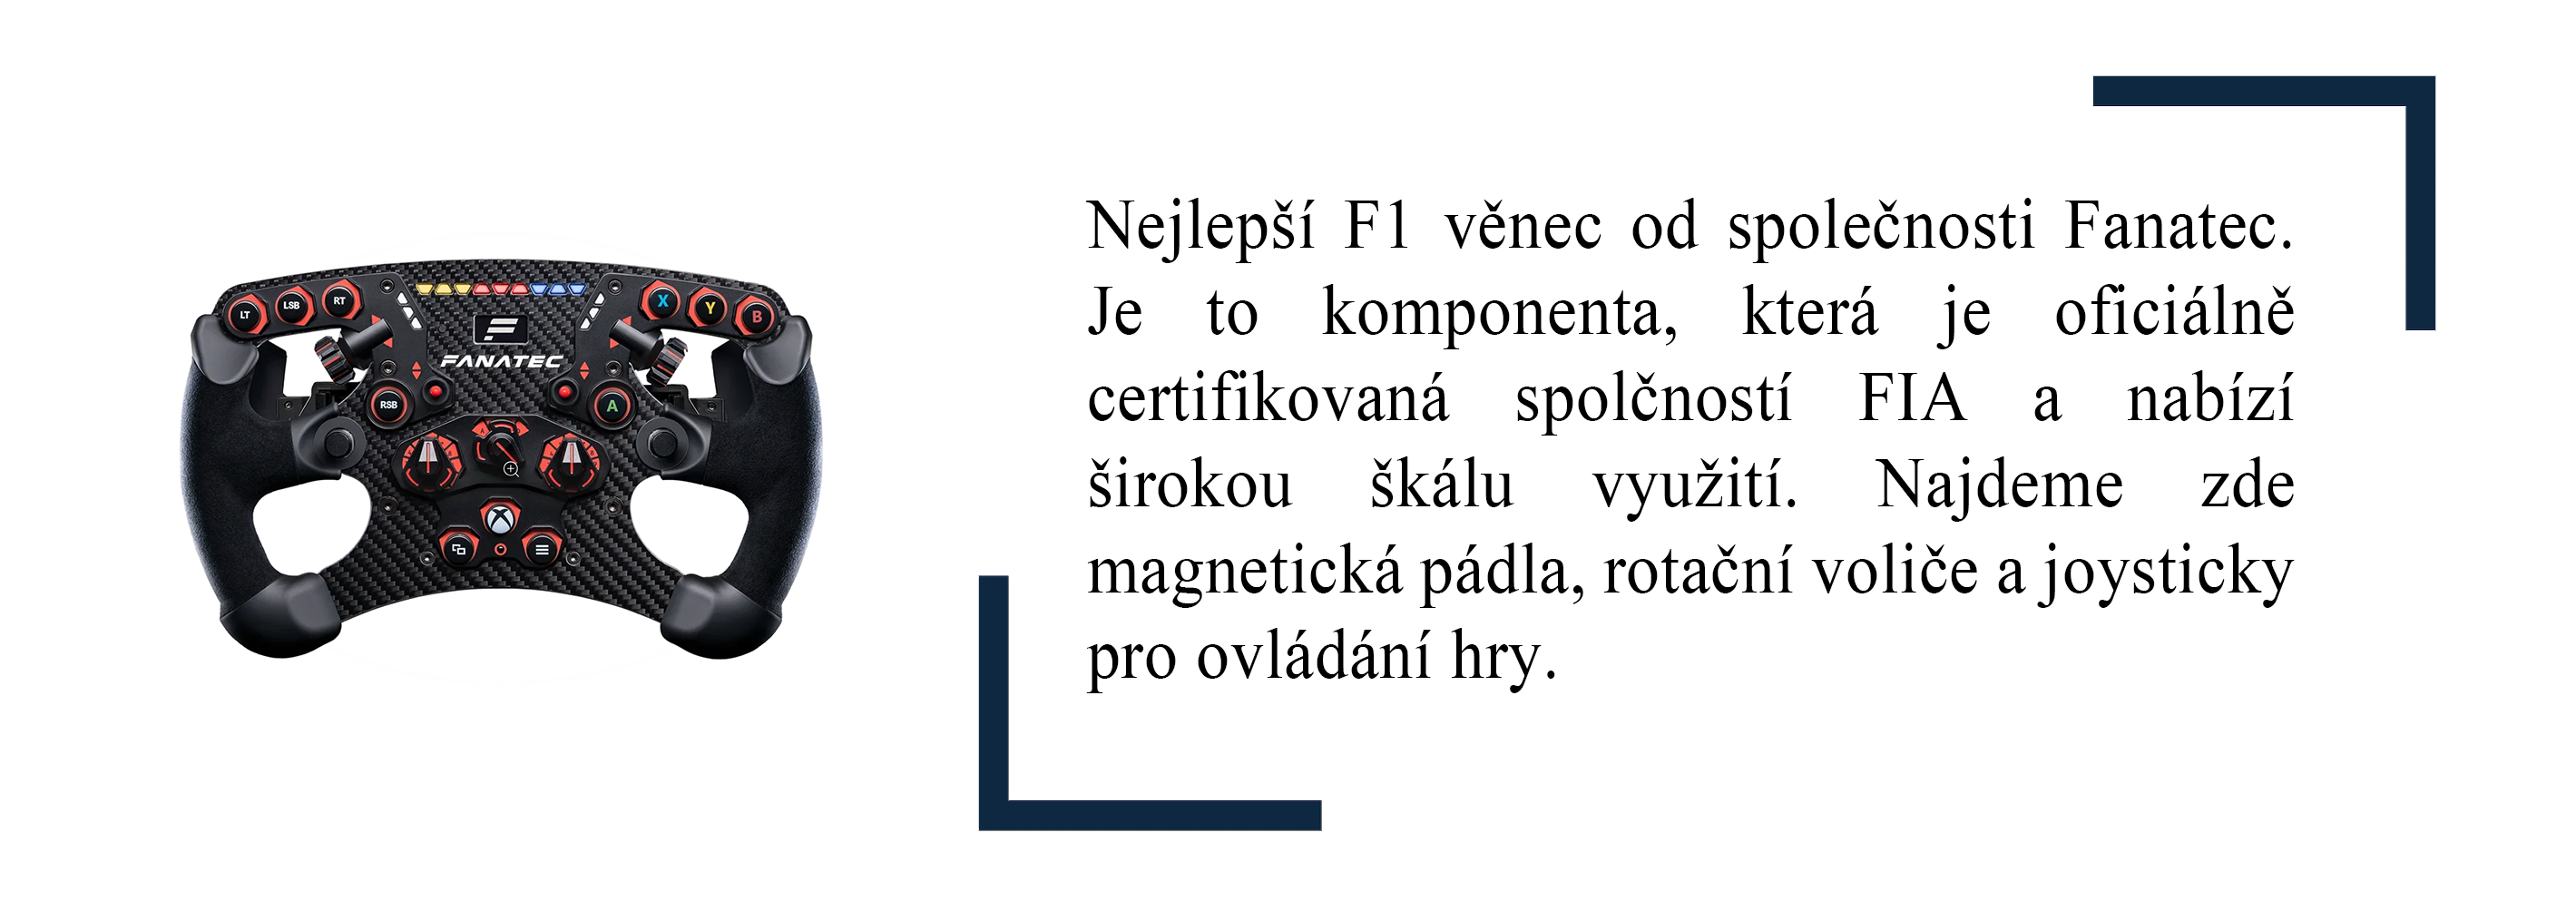 LT LSB RT X Y B
FANATEC
RSB A
Nejlepší F1 věnec od společnosti Fanatec.
Je to komponenta, která je oficiálně
certifikovaná spolčností FIA a nabízí
širokou škálu využití. Najdeme zde
magnetická pádla, rotační voliče a joysticky
pro ovládání hry.